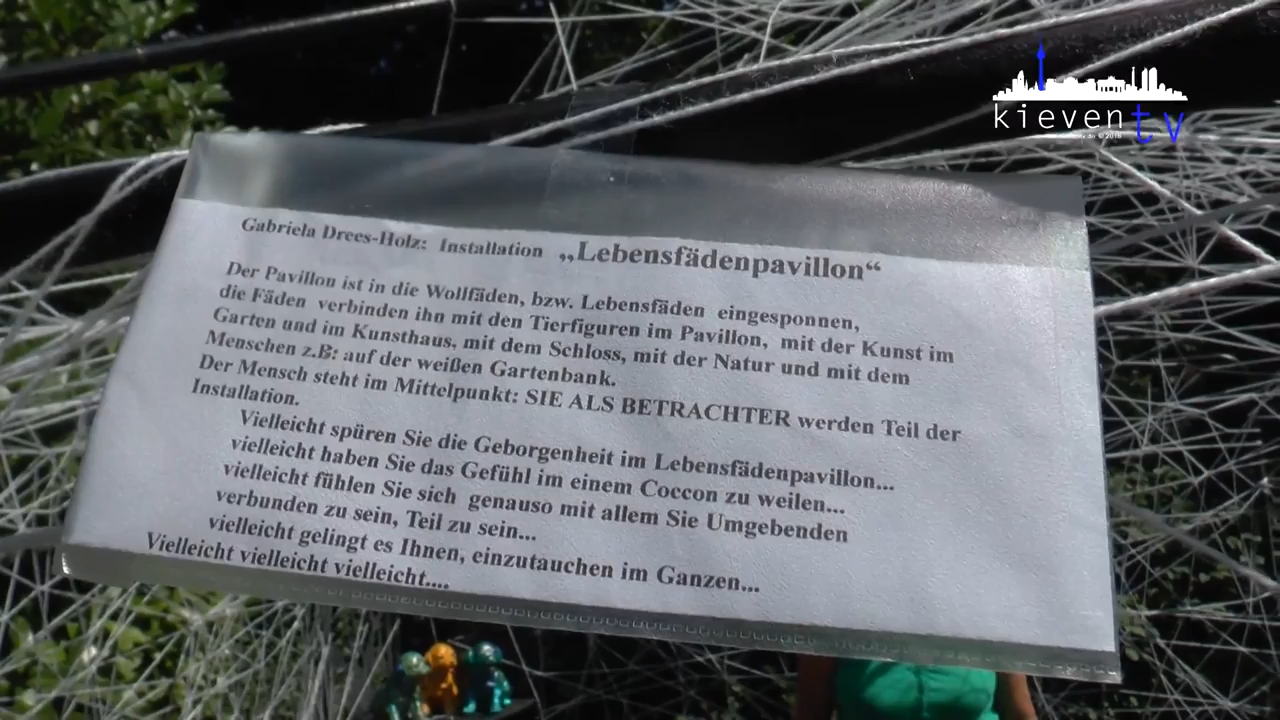 kieventv
Gabriela Drees-Holz: Installation „Lebensfädenpavillon“
Der Pavillon ist in die Wollfäden, bzw. Lebensfäden eingesponnen,
die Fäden verbinden ihn mit den Tierfiguren im Pavillon, mit der Kunst im
Garten und im Kunsthaus, mit dem Schloss, mit der Natur und mit dem
Menschen z.B: auf der weißen Gartenbank.
Der Mensch steht im Mittelpunkt: SIE ALS BETRACHTER werden Teil der
Installation.
Vielleicht spüren Sie die Geborgenheit im Lebensfädenpavillon...
vielleicht haben Sie das Gefühl im einem Coccon zu weilen...
vielleicht fühlen Sie sich genauso mit allem Sie Umgebenden
verbunden zu sein, Teil zu sein...
vielleicht gelingt es Ihnen, einzutauchen im Ganzen...
Vielleicht vielleicht vielleicht....